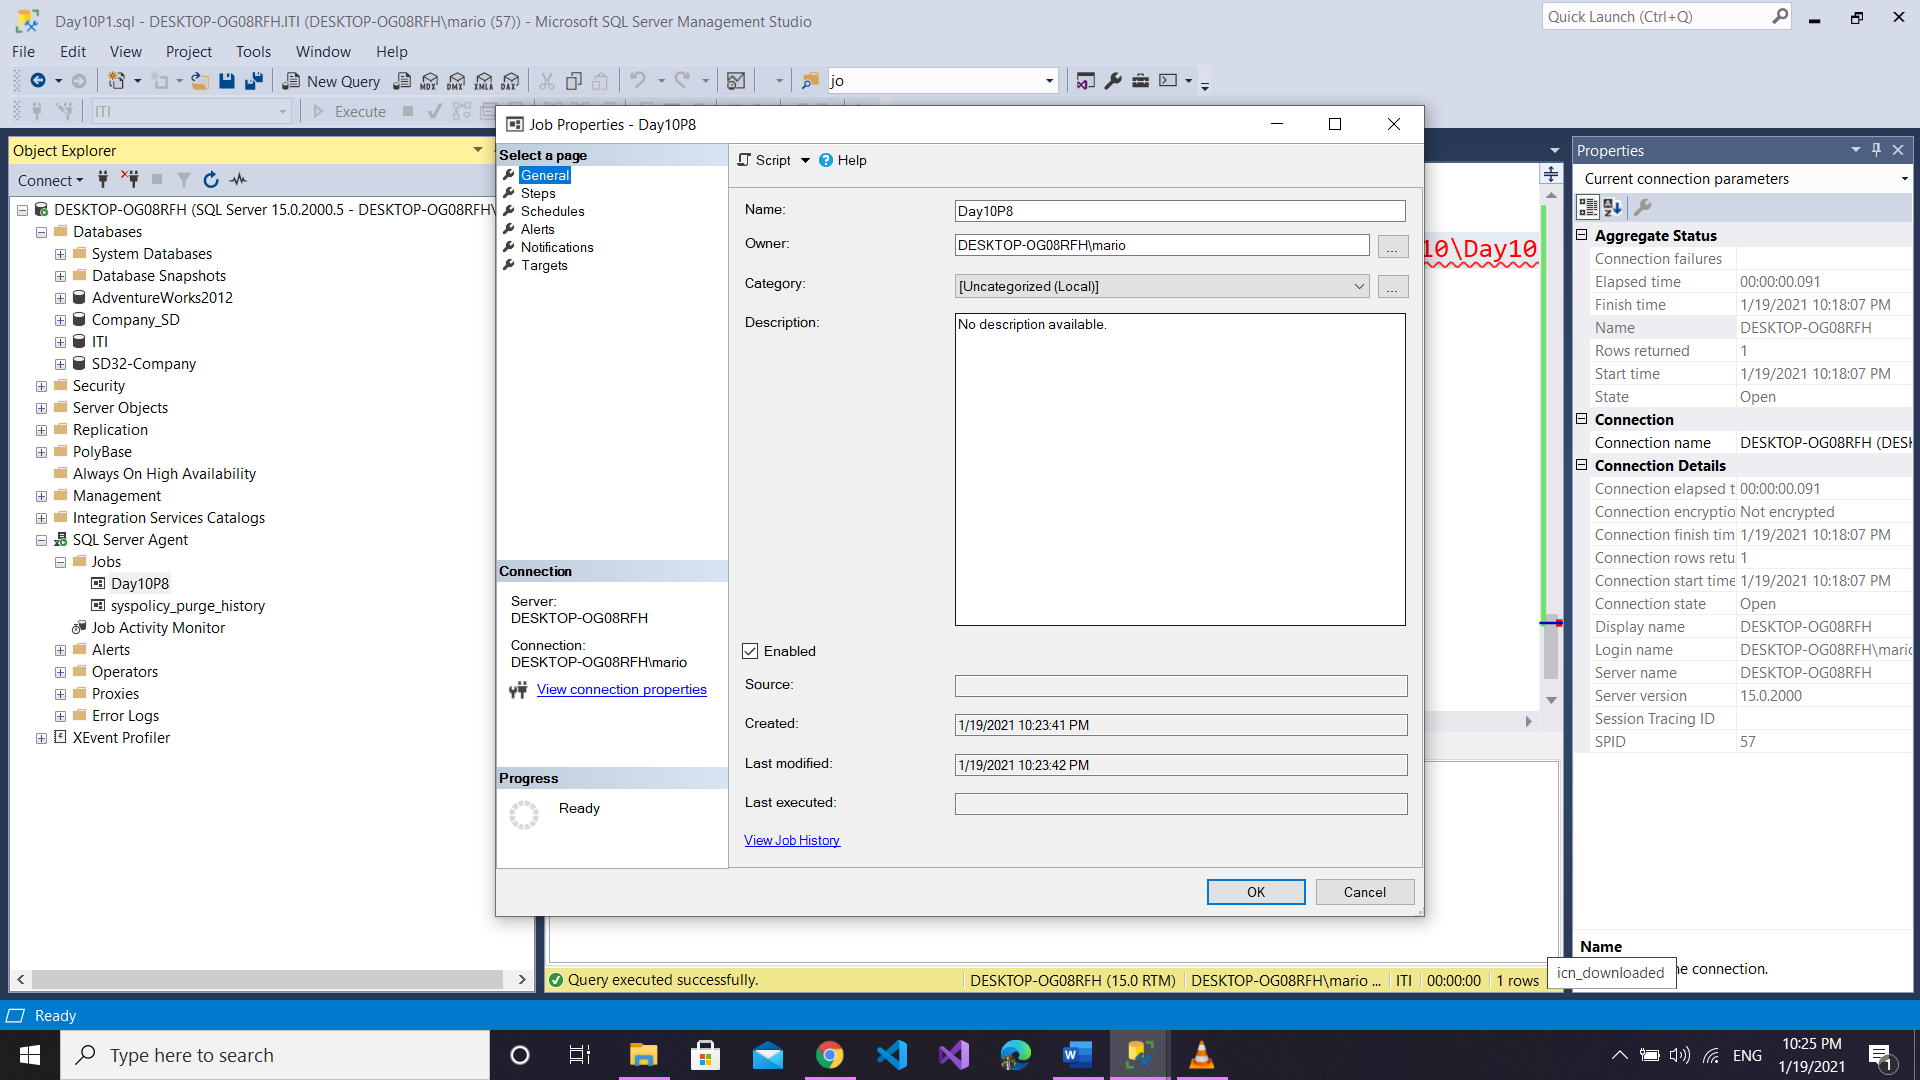 Day10P1.sql - DESKTOP-OG08RFH.ITI (DESKTOP-OG08RFH\mario (57)) - Microsoft SQL Server Management Studio
Quick Launch (Ctrl+Q)
File Edit View Project Tools Window Help
New Query MDX DMX XMLA DAX jo
ITI Execute
Object Explorer
Connect
DESKTOP-OG08RFH (SQL Server 15.0.2000.5 - DESKTOP-OG08RFH\
Databases
System Databases
Database Snapshots
AdventureWorks2012
Company_SD
ITI
SD32-Company
Security
Server Objects
Replication
PolyBase
Always On High Availability
Management
Integration Services Catalogs
SQL Server Agent
Jobs
Day10P8
syspolicy_purge_history
Job Activity Monitor
Alerts
Operators
Proxies
Error Logs
XEvent Profiler
Job Properties - Day10P8
Select a page
General
Steps
Schedules
Alerts
Notifications
Targets
Connection
Server:
DESKTOP-OG08RFH
Connection:
DESKTOP-OG08RFH\mario
View connection properties
Progress
Ready
Script Help
Name: Day10P8
Owner: DESKTOP-OG08RFH\mario ...
Category: [Uncategorized (Local)] ...
Description: No description available.
Enabled
Source:
Created: 1/19/2021 10:23:41 PM
Last modified: 1/19/2021 10:23:42 PM
Last executed:
View Job History
OK Cancel
10\Day10
Properties
Current connection parameters
Aggregate Status
Connection failures
Elapsed time 00:00:00.091
Finish time 1/19/2021 10:18:07 PM
Name DESKTOP-OG08RFH
Rows returned 1
Start time 1/19/2021 10:18:07 PM
State Open
Connection
Connection name DESKTOP-OG08RFH (DESK
Connection Details
Connection elapsed t 00:00:00.091
Connection encryptio Not encrypted
Connection finish tim 1/19/2021 10:18:07 PM
Connection rows retu 1
Connection start time 1/19/2021 10:18:07 PM
Connection state Open
Display name DESKTOP-OG08RFH
Login name DESKTOP-OG08RFH\mario
Server name DESKTOP-OG08RFH
Server version 15.0.2000
Session Tracing ID
SPID 57
Name
e connection.
icn_downloaded
Query executed successfully. DESKTOP-OG08RFH (15.0 RTM) DESKTOP-OG08RFH\mario ... ITI 00:00:00 1 rows
Ready
Type here to search
ENG
10:25 PM
1/19/2021
1